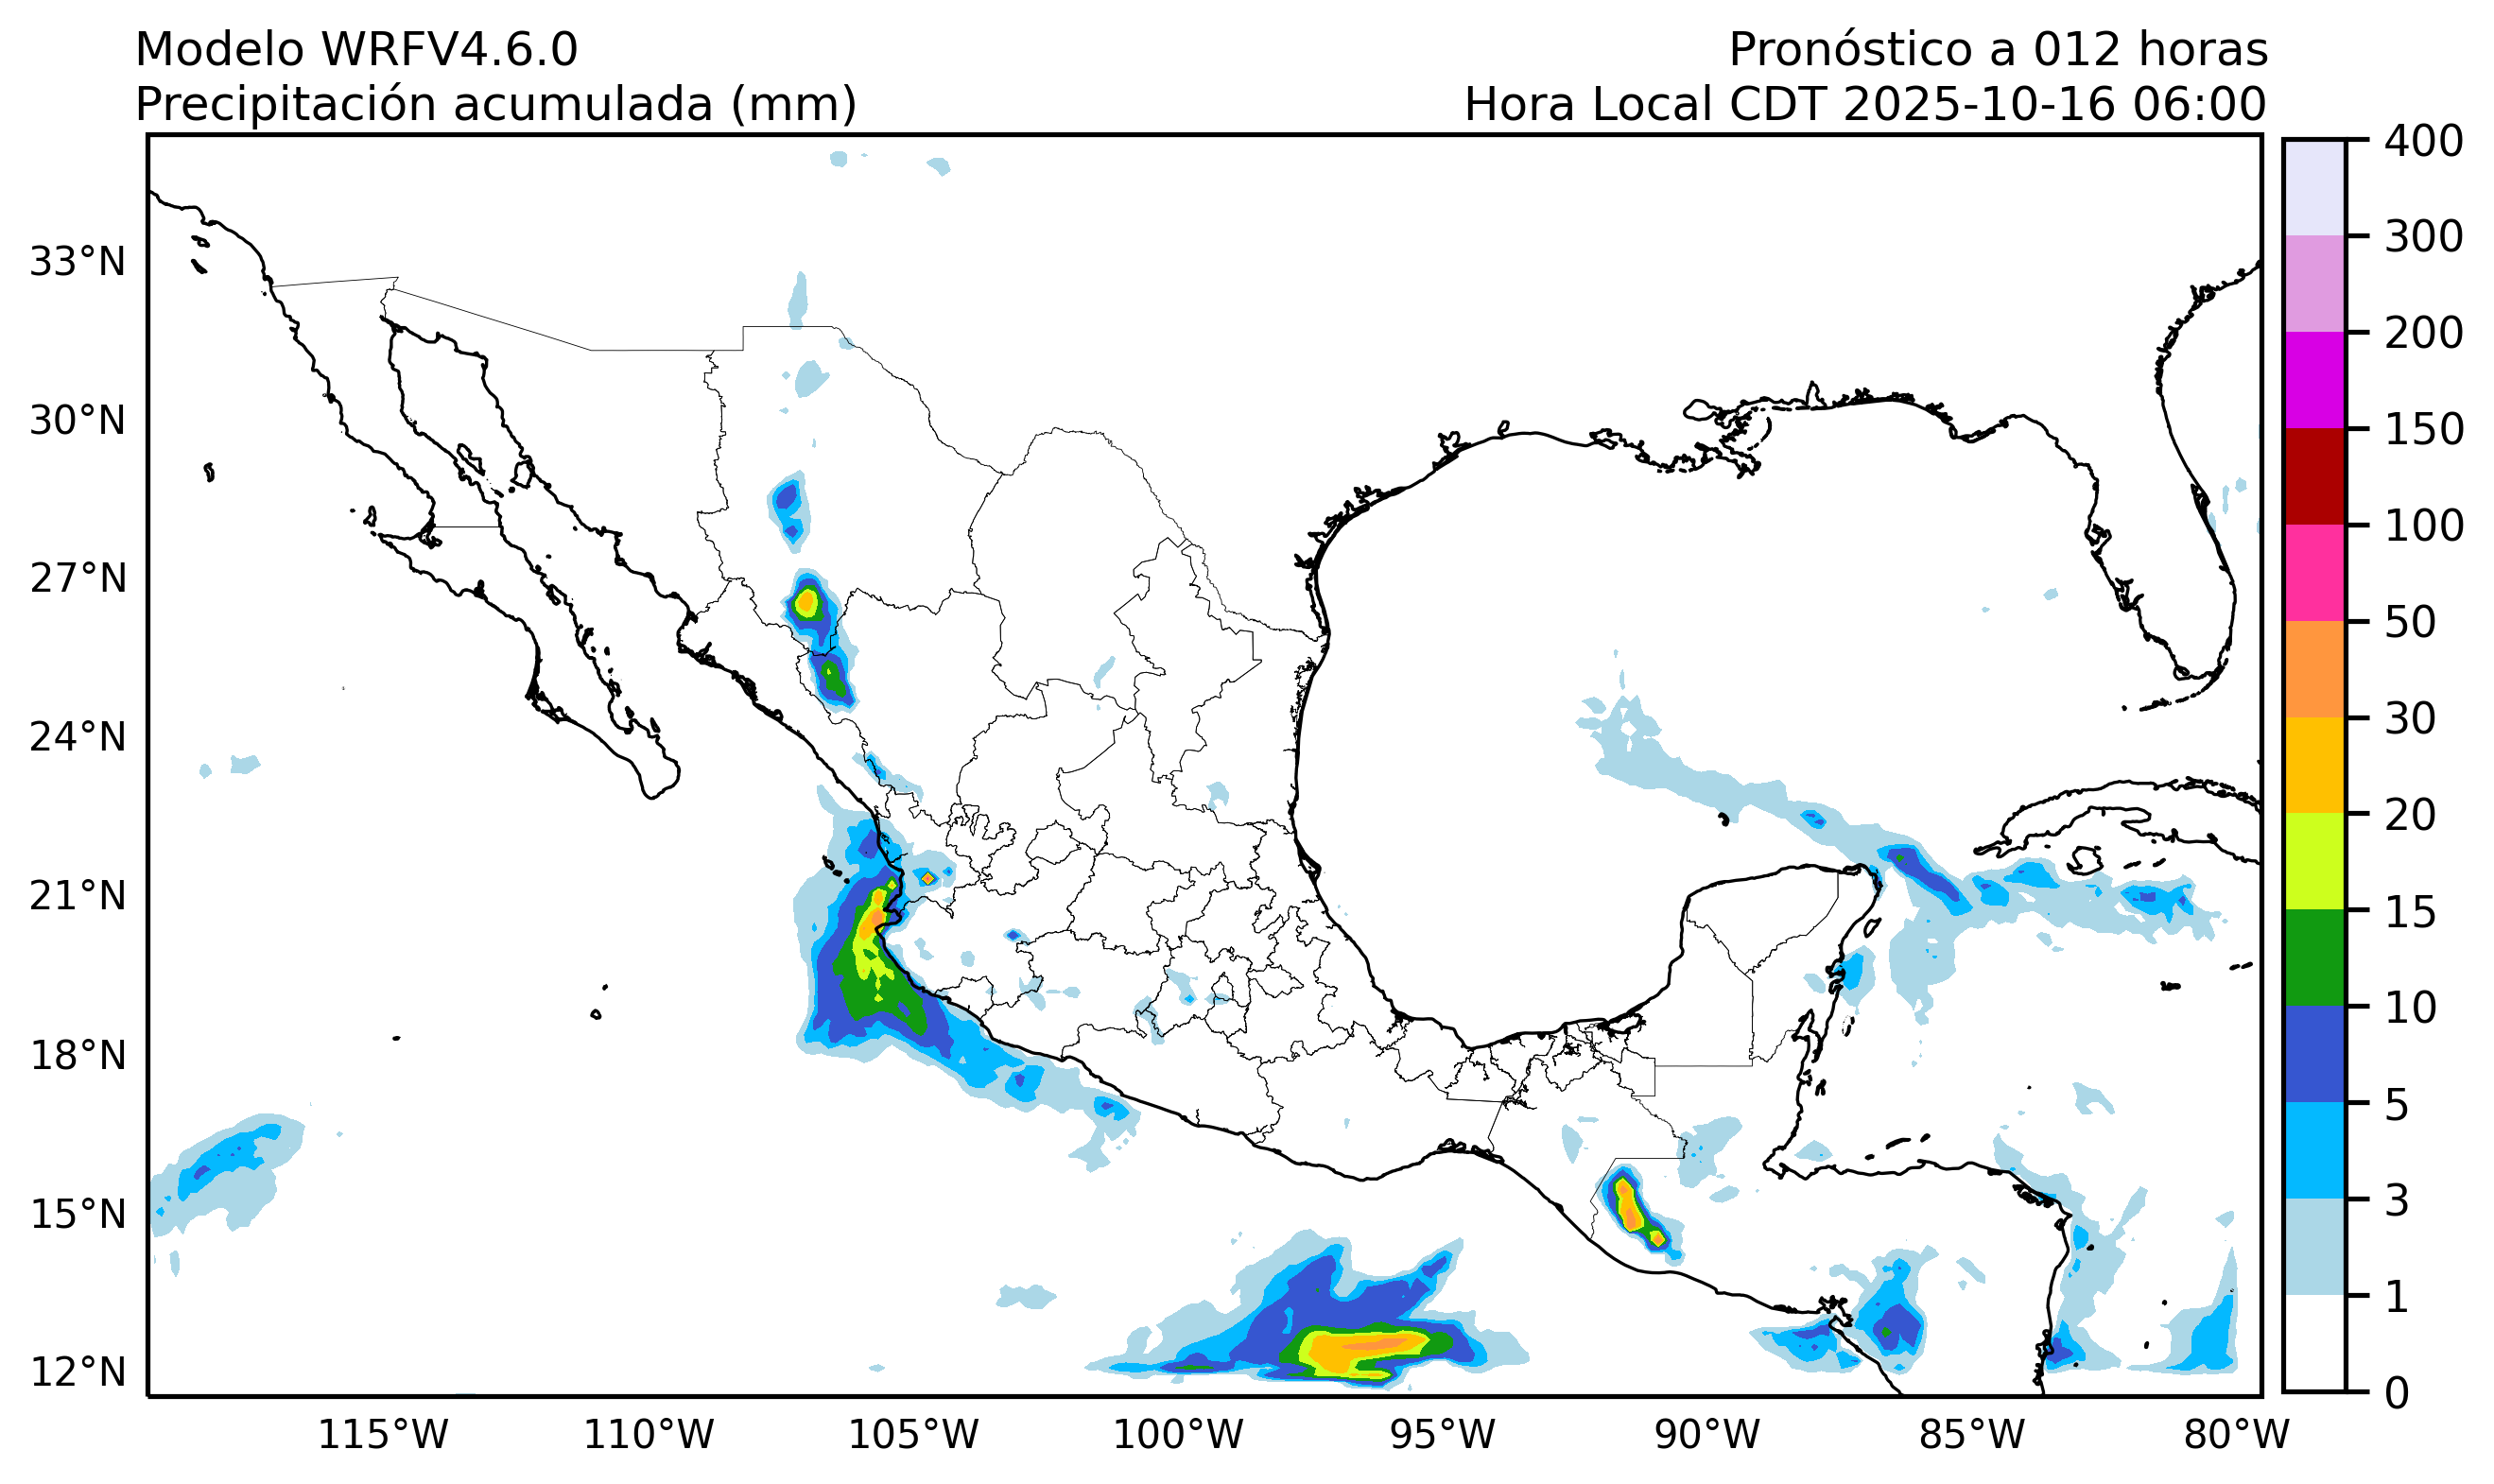 Modelo WRFV4.6.0
Pronóstico a 012 horas
Precipitación acumulada (mm)
Hora Local CDT 2025-10-16 06:00
33°N
30°N
27°N
24°N
21°N
18°N
15°N
12°N
115°W
110°W
105°W
100°W
95°W
90°W
85°W
80°W
400
300
200
150
100
50
30
20
15
10
5
3
1
0